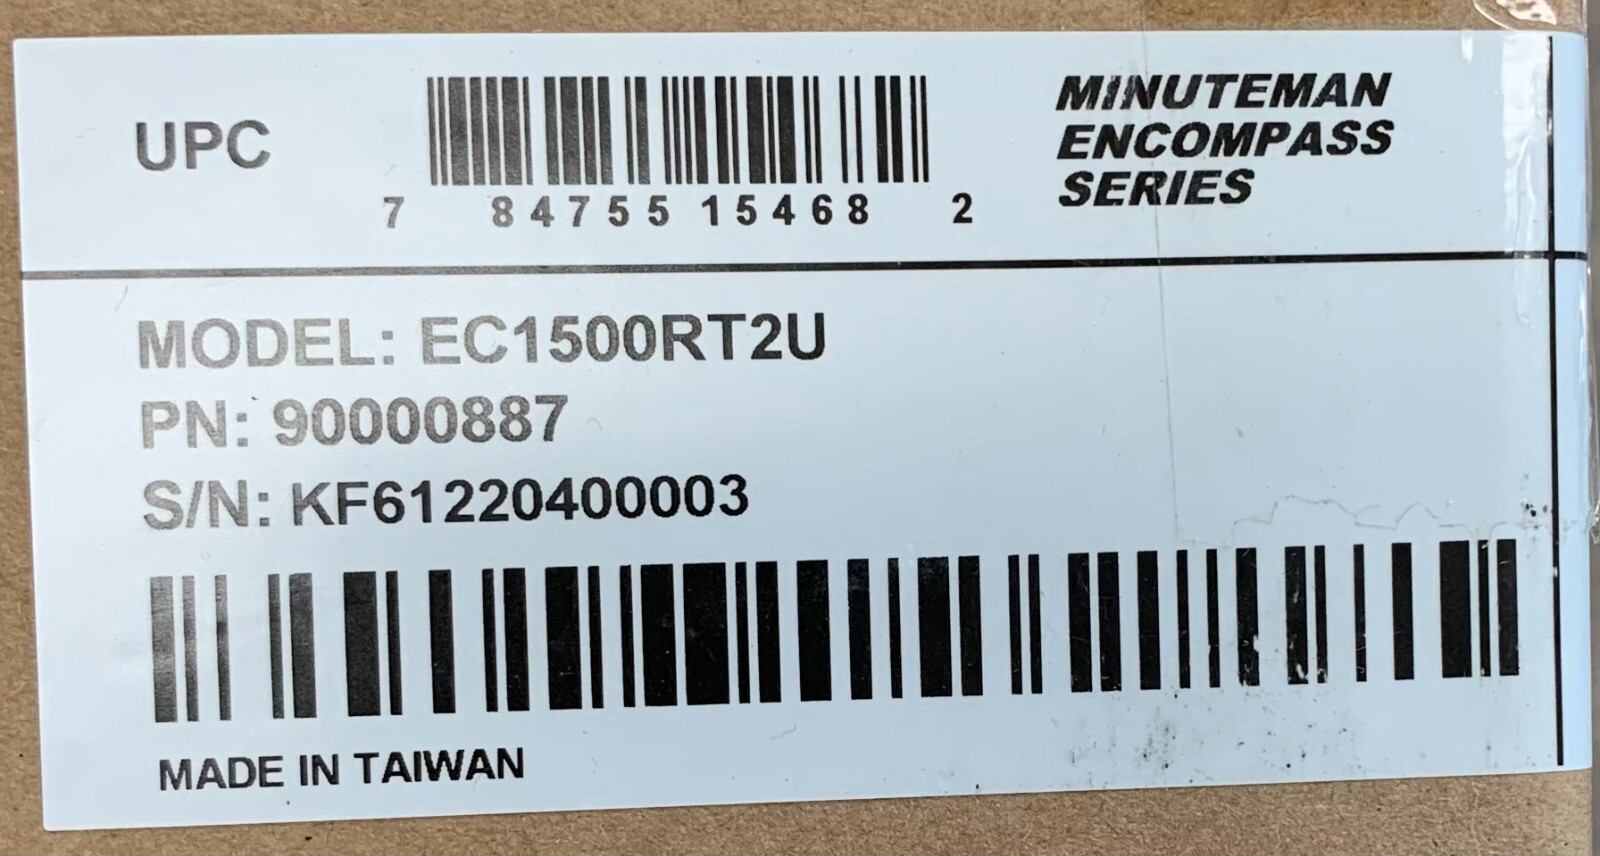 UPC
7 84755 15468 2
MINUTEMAN
ENCOMPASS
SERIES
MODEL: EC1500RT2U
PN: 90000887
S/N: KF61220400003
MADE IN TAIWAN